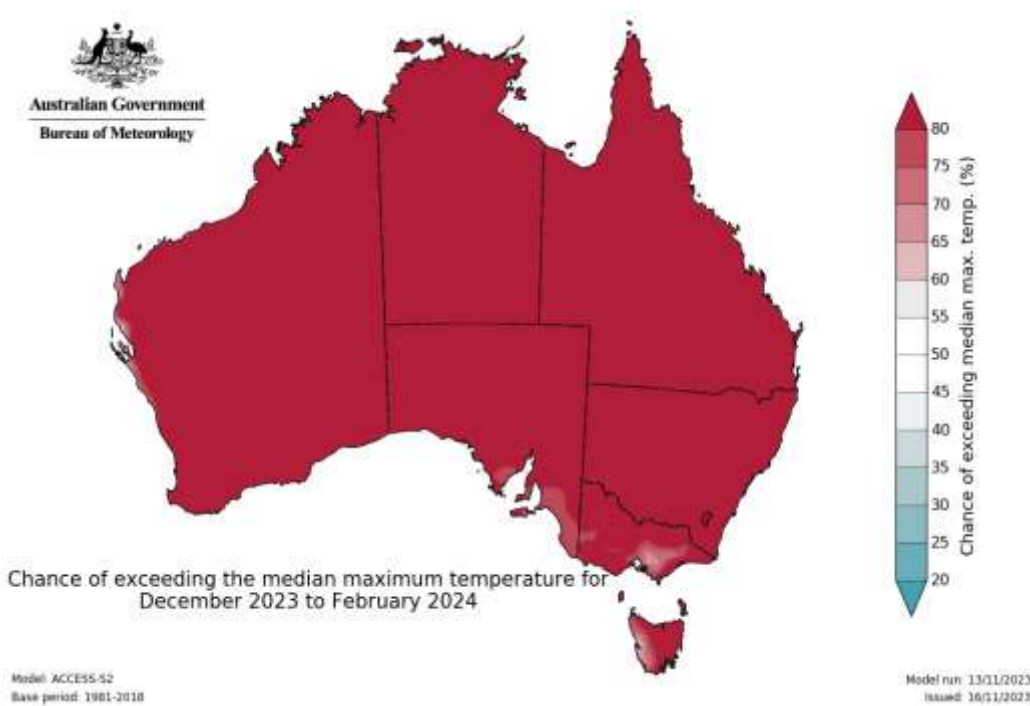 Australian Government
Bureau of Meteorology
80
75
70
65
60
55
50
45
40
35
30
25
20
Chance of exceeding median max. temp. (%)
Chance of exceeding the median maximum temperature for
December 2023 to February 2024
Model: ACCESS-S2
Base period: 1981-2018
Model run: 13/11/2023
Issued: 16/11/2023